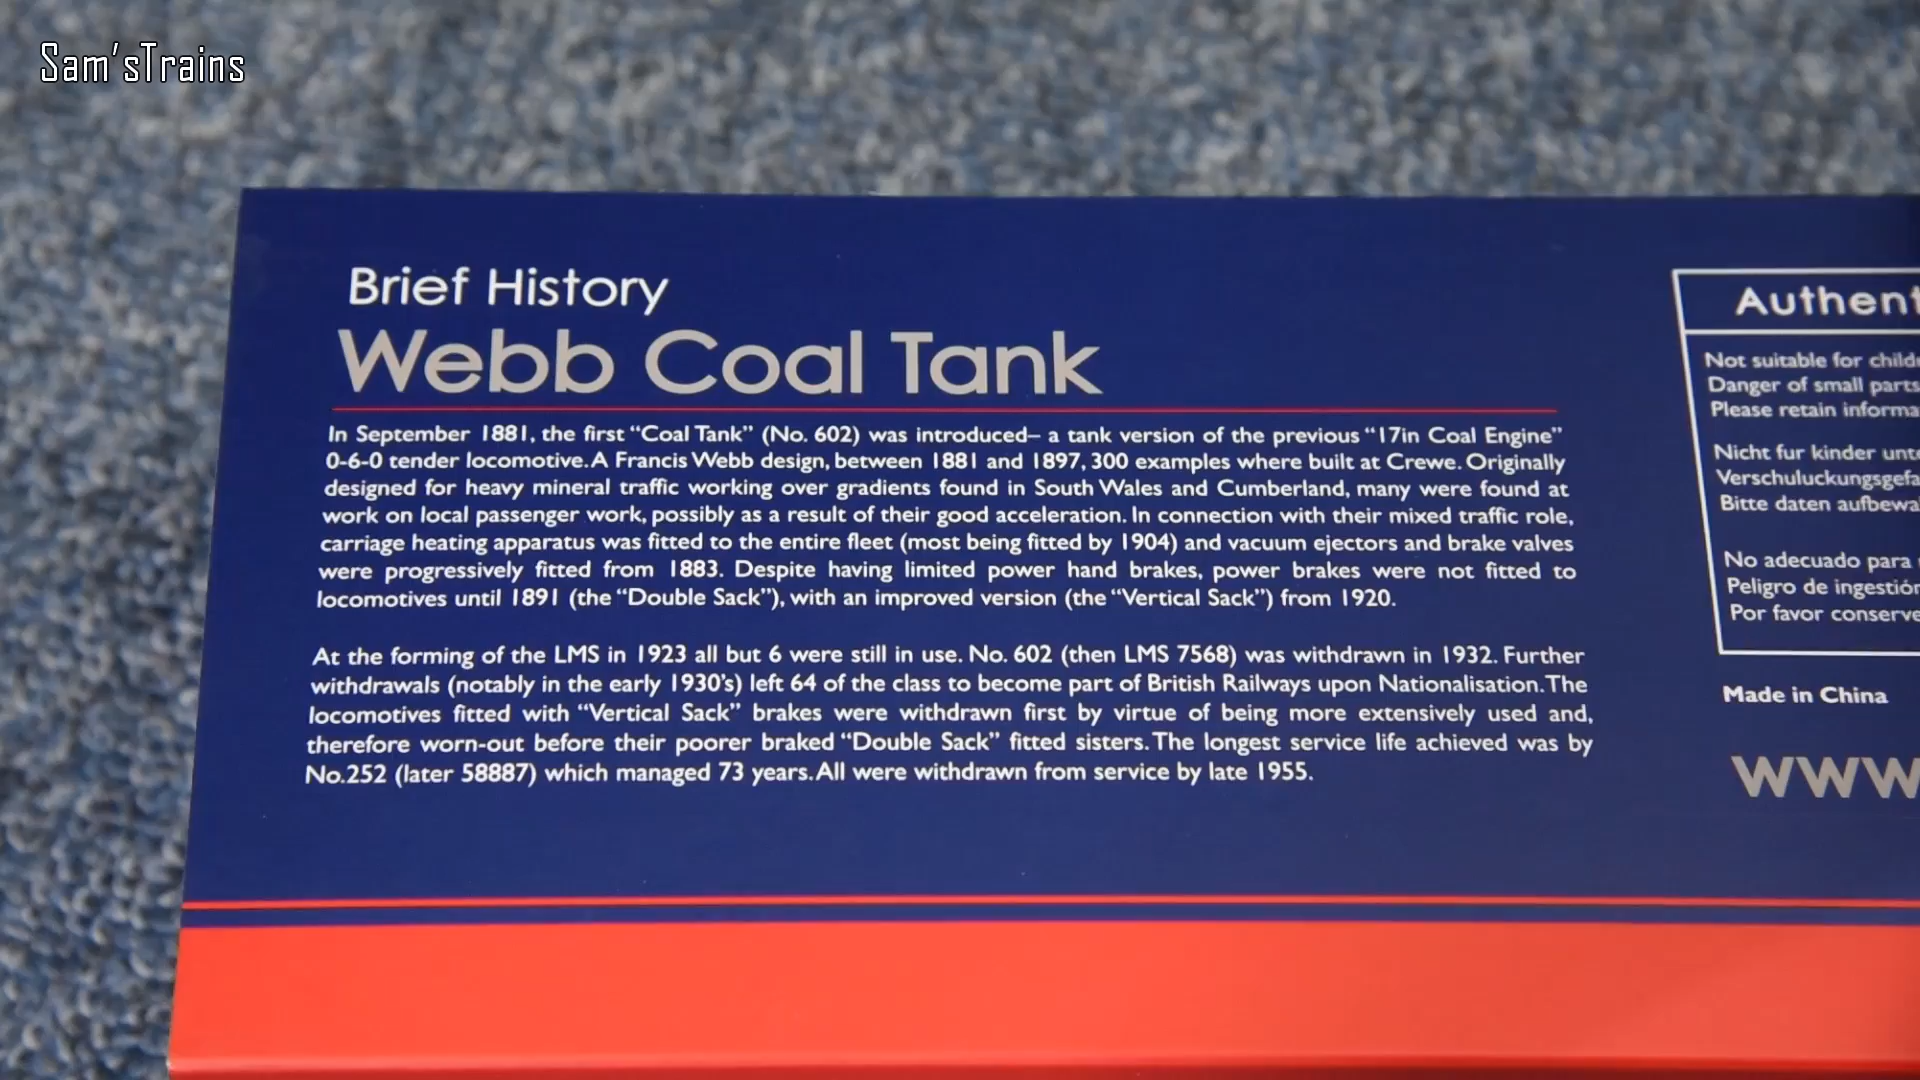 Sam'sTrains
Brief History
Webb Coal Tank
In September 1881, the first "Coal Tank" (No. 602) was introduced– a tank version of the previous "17in Coal Engine"
0-6-0 tender locomotive. A Francis Webb design, between 1881 and 1897, 300 examples where built at Crewe. Originally
designed for heavy mineral traffic working over gradients found in South Wales and Cumberland, many were found at
work on local passenger work, possibly as a result of their good acceleration. In connection with their mixed traffic role,
carriage heating apparatus was fitted to the entire fleet (most being fitted by 1904) and vacuum ejectors and brake valves
were progressively fitted from 1883. Despite having limited power hand brakes, power brakes were not fitted to
locomotives until 1891 (the "Double Sack"), with an improved version (the "Vertical Sack") from 1920.
At the forming of the LMS in 1923 all but 6 were still in use. No. 602 (then LMS 7568) was withdrawn in 1932. Further
withdrawals (notably in the early 1930's) left 64 of the class to become part of British Railways upon Nationalisation. The
locomotives fitted with "Vertical Sack" brakes were withdrawn first by virtue of being more extensively used and,
therefore worn-out before their poorer braked "Double Sack" fitted sisters. The longest service life achieved was by
No.252 (later 58887) which managed 73 years. All were withdrawn from service by late 1955.
Authent
Not suitable for child
Danger of small parts
Please retain informa
Nicht fur kinder unt
Verschuluckungsgefa
Bitte daten aufbewa
No adecuado para
Peligro de ingestión
Por favor conserve
Made in China
www